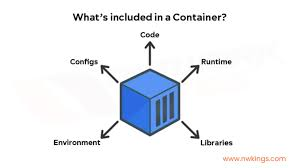 What's included in a Container?
Code
Configs
Runtime
Environment
Libraries
www.nwkings.com